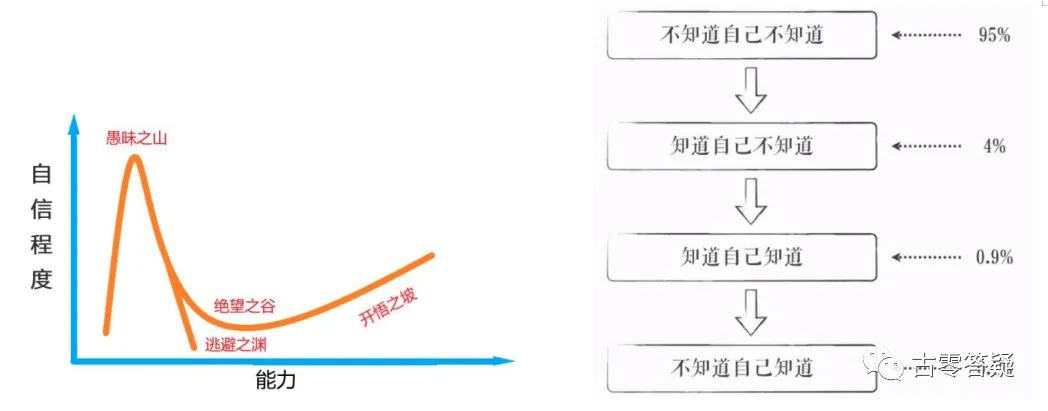 愚昧之山
自信程度
绝望之谷
开悟之坡
逃避之渊
能力
不知道自己不知道
95%
知道自己不知道
4%
知道自己知道
0.9%
不知道自己知道
古零答疑